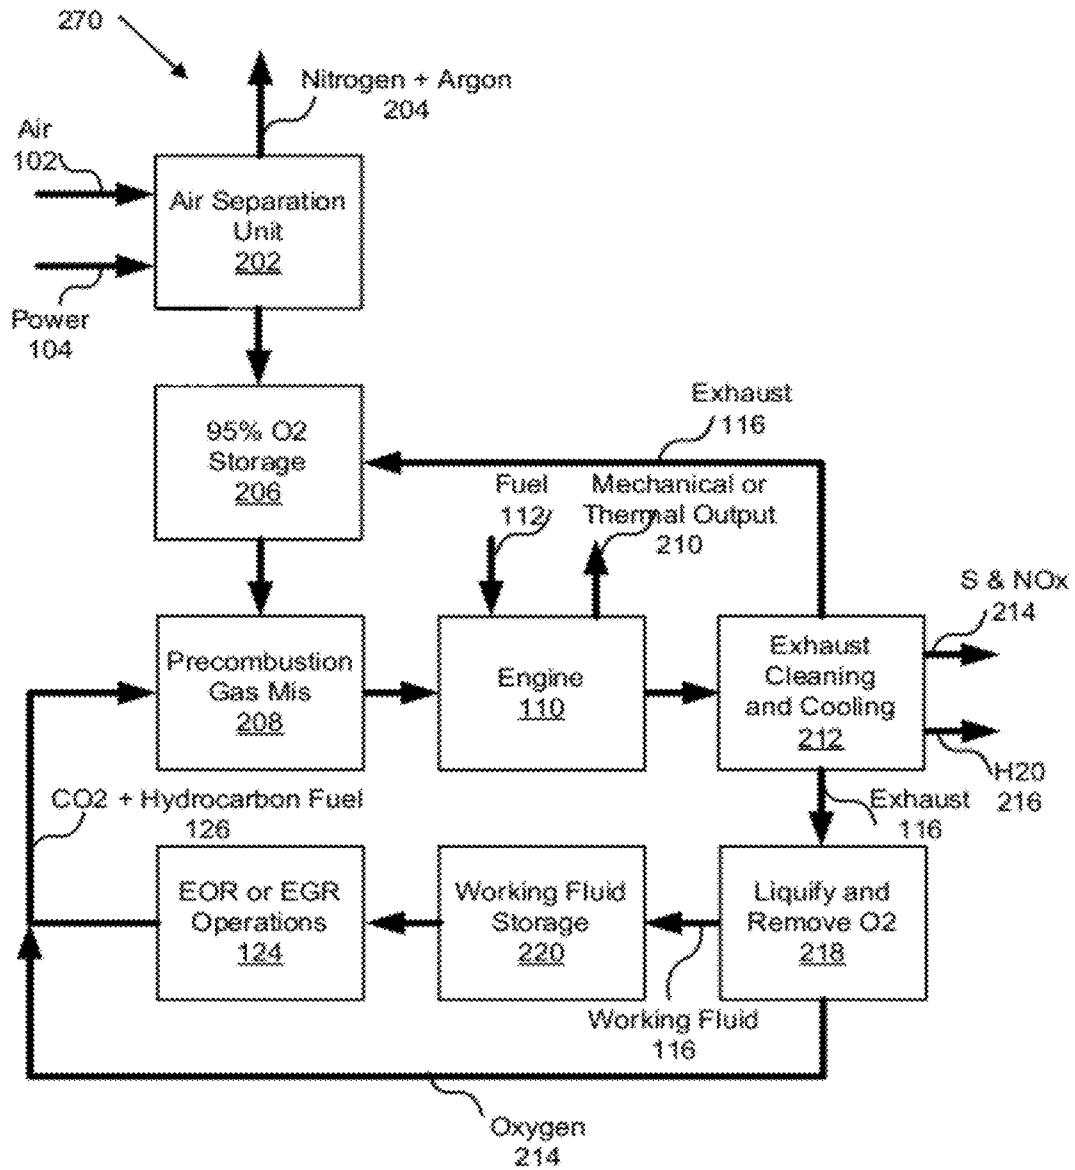 270
Nitrogen + Argon
204
Air
102
Air Separation
Unit
202
Power
104
Exhaust
116
95% O2
Storage
206
Fuel
112
Mechanical or
Thermal Output
210
S & NOx
214
Precombustion
Gas Mis
208
Engine
110
Exhaust
Cleaning
and Cooling
212
H20
216
CO2 + Hydrocarbon Fuel
126
Exhaust
116
EOR or EGR
Operations
124
Working Fluid
Storage
220
Liquify and
Remove O2
218
Working Fluid
116
Oxygen
214